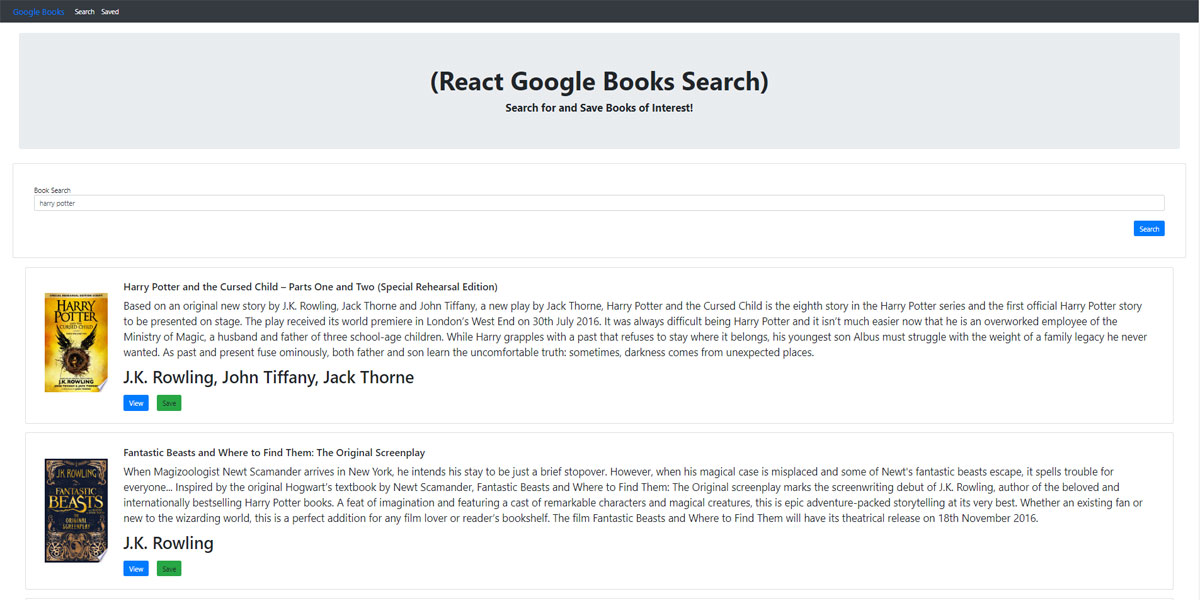 Google Books Search Saved
(React Google Books Search)
Search for and Save Books of Interest!
Book Search
harry potter
Search
Harry Potter and the Cursed Child – Parts One and Two (Special Rehearsal Edition)
Based on an original new story by J.K. Rowling, Jack Thorne and John Tiffany, a new play by Jack Thorne, Harry Potter and the Cursed Child is the eighth story in the Harry Potter series and the first official Harry Potter story
to be presented on stage. The play received its world premiere in London’s West End on 30th July 2016. It was always difficult being Harry Potter and it isn’t much easier now that he is an overworked employee of the
Ministry of Magic, a husband and father of three school-age children. While Harry grapples with a past that refuses to stay where it belongs, his youngest son Albus must struggle with the weight of a family legacy he never
wanted. As past and present fuse ominously, both father and son learn the uncomfortable truth: sometimes, darkness comes from unexpected places.
J.K. Rowling, John Tiffany, Jack Thorne
View Save
HARRY
POTTER
AND THE
CURSED CHILD
J.K. ROWLING
Fantastic Beasts and Where to Find Them: The Original Screenplay
When Magizoologist Newt Scamander arrives in New York, he intends his stay to be just a brief stopover. However, when his magical case is misplaced and some of Newt's fantastic beasts escape, it spells trouble for
everyone... Inspired by the original Hogwart's textbook by Newt Scamander, Fantastic Beasts and Where to Find Them: The Original screenplay marks the screenwriting debut of J.K. Rowling, author of the beloved and
internationally bestselling Harry Potter books. A feat of imagination and featuring a cast of remarkable characters and magical creatures, this is epic adventure-packed storytelling at its very best. Whether an existing fan or
new to the wizarding world, this is a perfect addition for any film lover or reader’s bookshelf. The film Fantastic Beasts and Where to Find Them will have its theatrical release on 18th November 2016.
J.K. Rowling
View Save
J.K. ROWLING
FANTASTIC
BEASTS
ORIGINAL
SCREENPLAY